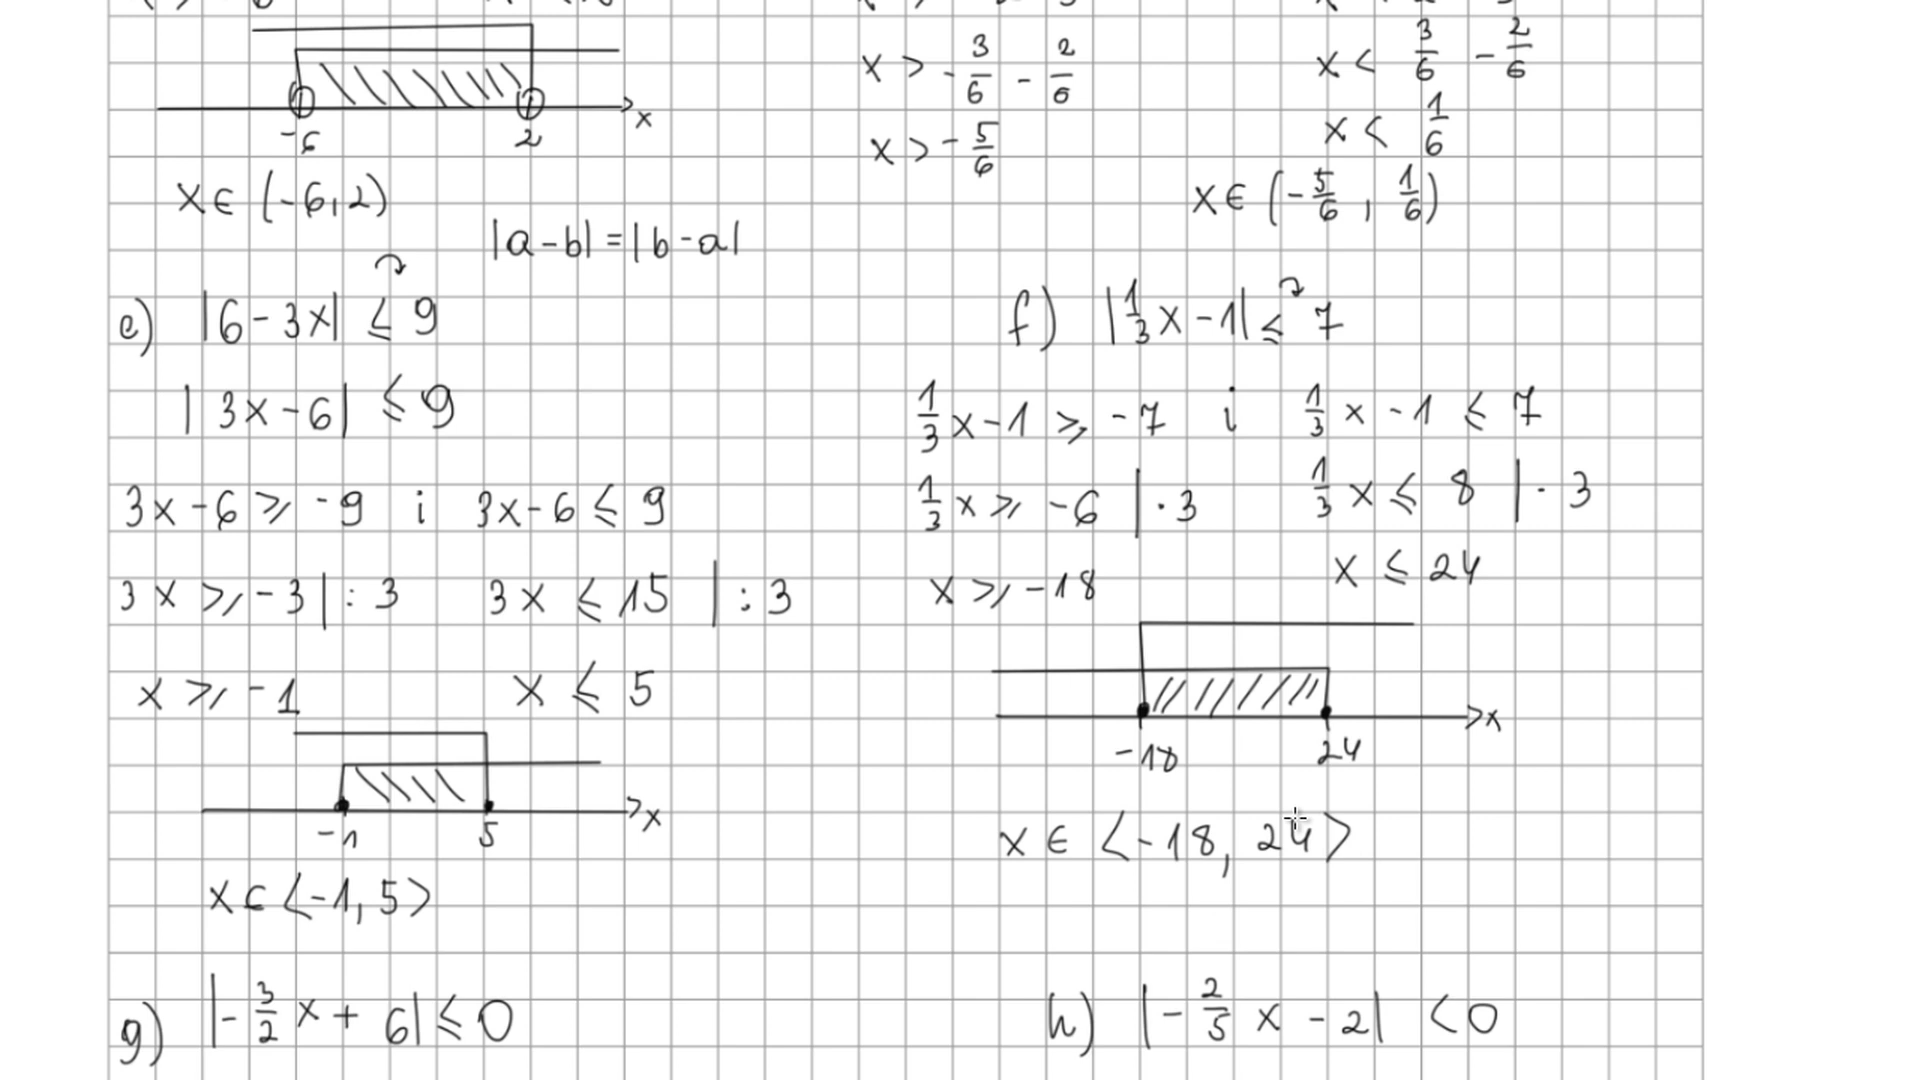 -6 2 x
x ∈ (-6, 2)
x > - 3/6 - 2/6
x > - 5/6
x < 3/6 - 2/6
x < 1/6
x ∈ (-5/6, 1/6)
|a-b| = |b-a|
e) |6-3x| ≤ 9
|3x-6| ≤ 9
3x-6 ≥ -9 i 3x-6 ≤ 9
3x ≥ -3 |:3 3x ≤ 15 |:3
x ≥ -1 x ≤ 5
-1 5 x
x ∈ <-1, 5>
f) |1/3 x - 1| ≤ 7
1/3 x - 1 ≥ -7 i 1/3 x - 1 ≤ 7
1/3 x ≥ -6 |·3 1/3 x ≤ 8 |·3
x ≥ -18 x ≤ 24
-18 24 x
x ∈ <-18, 24>
g) |-3/2 x + 6| ≤ 0
h) |-2/5 x - 2| < 0